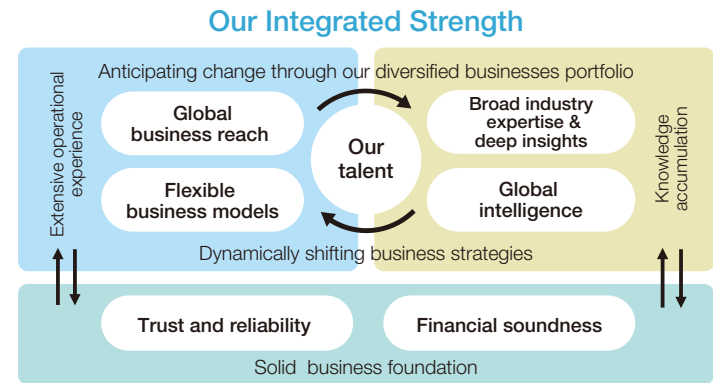 Our Integrated Strength
Anticipating change through our diversified businesses portfolio
Extensive operational
experience
Global
business reach
Flexible
business models
Our
talent
Broad industry
expertise &
deep insights
Global
intelligence
Knowledge
accumulation
Dynamically shifting business strategies
Trust and reliability
Financial soundness
Solid business foundation